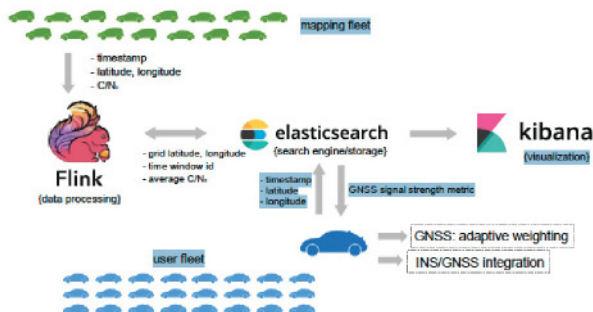 mapping fleet
- timestamp
- latitude, longitude
- C/N₀
Flink
{data processing}
- grid latitude, longitude
- time window id
- average C/N₀
elasticsearch
{search engine/storage}
kibana
{visualization}
- timestamp
- latitude
- longitude
GNSS signal strength metric
GNSS: adaptive weighting
INS/GNSS integration
user fleet